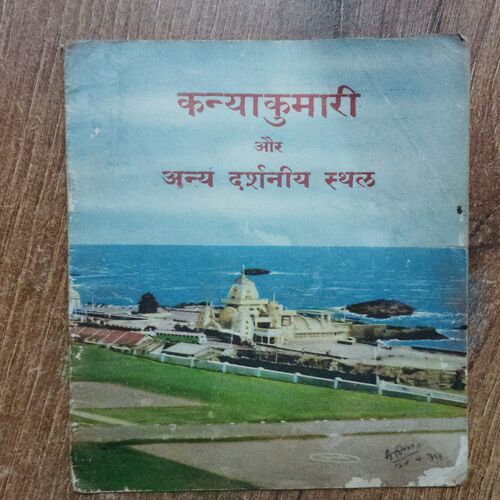 कन्याकुमारी
और
अन्य दर्शनीय स्थल